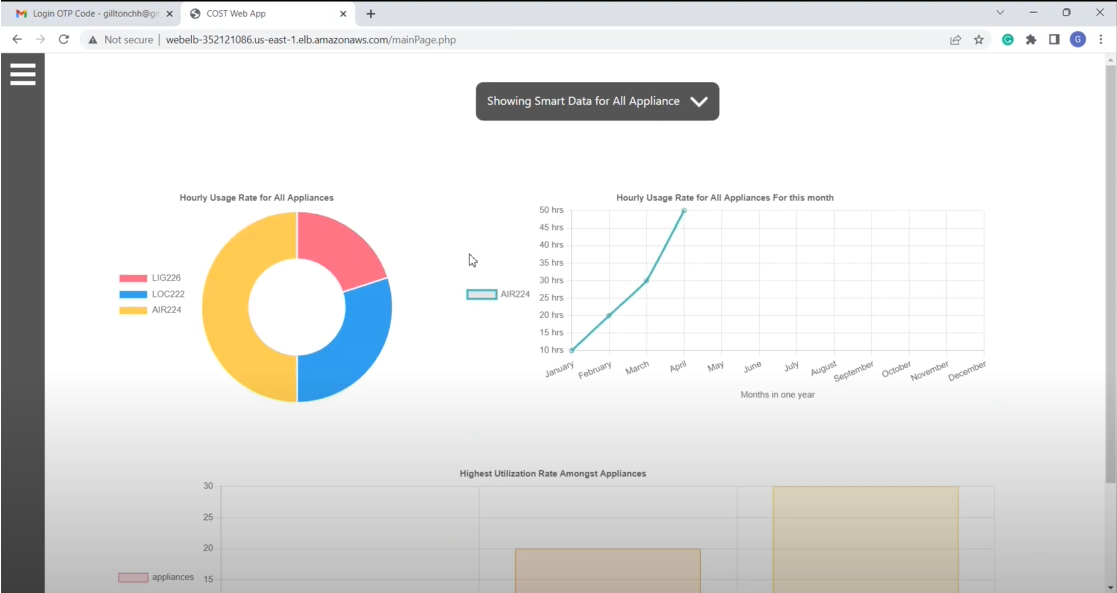 Login OTP Code - gilltonchh@gm
COST Web App
Not secure | webelb-352121086.us-east-1.elb.amazonaws.com/mainPage.php
G
Showing Smart Data for All Appliance
Hourly Usage Rate for All Appliances
LIG226
LOC222
AIR224
Hourly Usage Rate for All Appliances For this month
AIR224
50 hrs
45 hrs
40 hrs
35 hrs
30 hrs
25 hrs
20 hrs
15 hrs
10 hrs
January February March April May June July August September October November December
Months in one year
Highest Utilization Rate Amongst Appliances
appliances
30
25
20
15